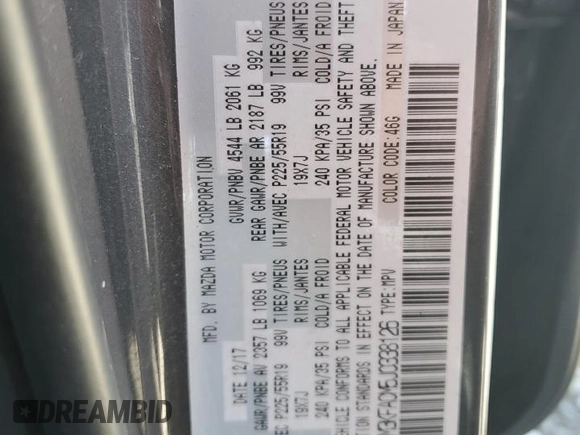 MFD. BY MAZDA MOTOR CORPORATION
DATE 12/17 GVWR/PNBV 4544 LB 2061 KG
GAWR/PNBE AV 2357 LB 1069 KG REAR GAWR/PNBE AR 2187 LB 992 KG
AVEC P225/55R19 99V TIRES/PNEUS WITH/AVEC P225/55R19 99V TIRES/PNEUS
19X7J RIMS/JANTES 19X7J RIMS/JANTES
240 KPA/35 PSI COLD/A FROID 240 KPA/35 PSI COLD/A FROID
VEHICLE CONFORMS TO ALL APPLICABLE FEDERAL MOTOR VEHICLE SAFETY AND THEFT
STANDARDS IN EFFECT ON THE DATE OF MANUFACTURE SHOWN ABOVE.
TYPE:MPV COLOR CODE:46G MADE IN JAPAN
DREAMBID